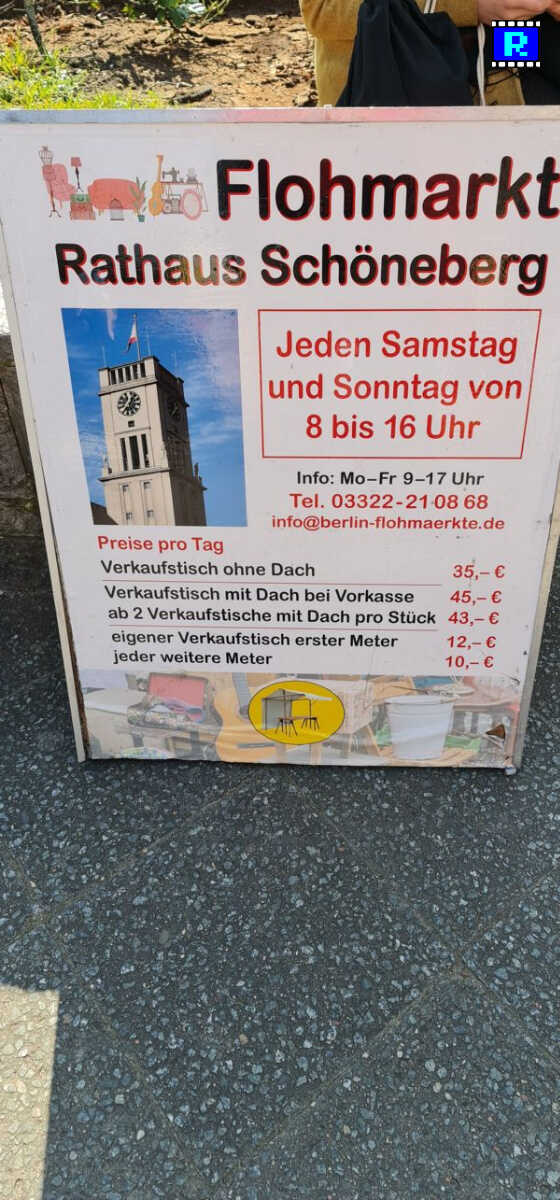 R
Flohmarkt
Rathaus Schöneberg
Jeden Samstag
und Sonntag von
8 bis 16 Uhr
Info: Mo–Fr 9–17 Uhr
Tel. 03322-21 08 68
info@berlin-flohmaerkte.de
Preise pro Tag
Verkaufstisch ohne Dach 35,– €
Verkaufstisch mit Dach bei Vorkasse 45,– €
ab 2 Verkaufstische mit Dach pro Stück 43,– €
eigener Verkaufstisch erster Meter 12,– €
jeder weitere Meter 10,– €